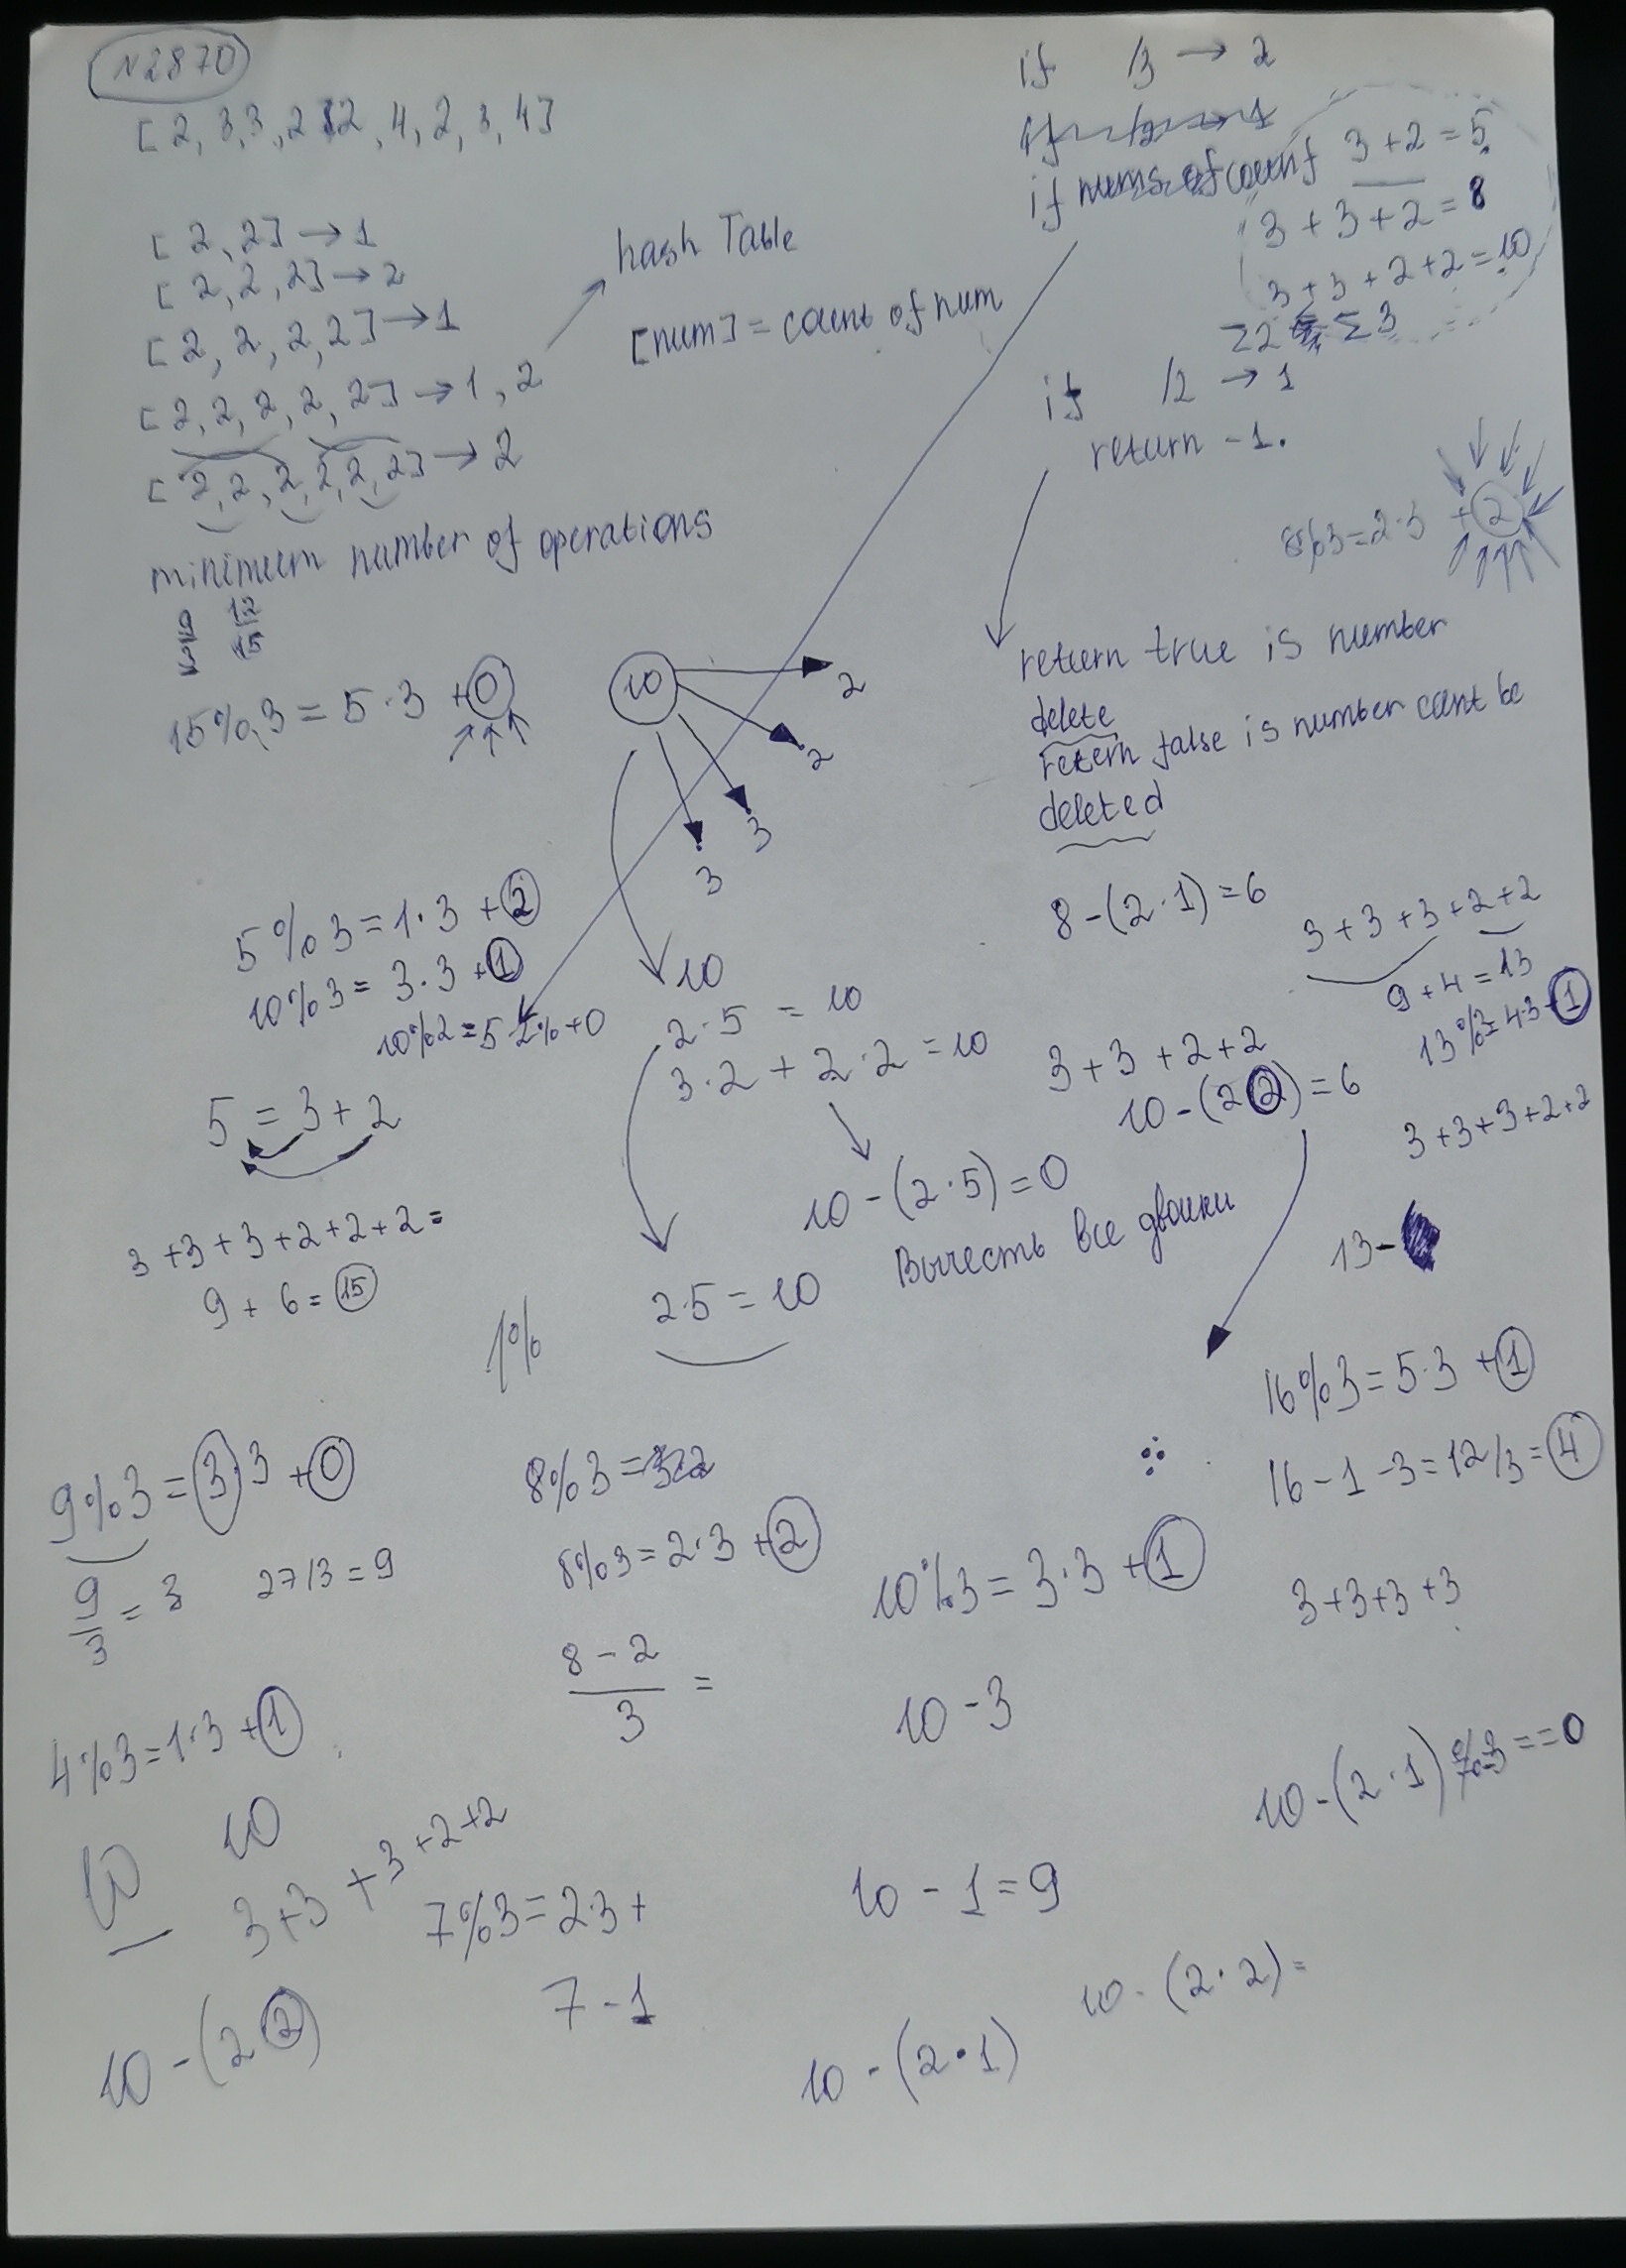 N2870
[2, 3, 3, 2, 2, 4, 2, 3, 4]
[2, 2] → 1
[2, 2, 2] → 2
[2, 2, 2, 2] → 1
[2, 2, 2, 2, 2] → 1, 2
[2, 2, 2, 2, 2, 2] → 2
minimum number of operations
hash Table
[num] = count of num
if /3 → 2
if /2 → 1
if nums of count
3 + 2 = 5
3 + 3 + 2 = 8
3 + 3 + 2 + 2 = 10
Σ2 Σ3
if /2 → 1
return -1.
8%3 = 2·3 + 2
9
12
15
15%3 = 5·3 + 0
10
2
2
3
3
return true is number
delete
return false is number cant be
deleted
5%3 = 1·3 + 2
10%3 = 3·3 + 1
10%2 = 5·2% + 0
10
2·5 = 10
3·2 + 2·2 = 10
8 - (2·1) = 6
3 + 3 + 3 + 2 + 2
9 + 4 = 13
13%3 = 4·3 + 1
3 + 3 + 2 + 2
10 - (2 2) = 6
3 + 3 + 3 + 2 + 2
5 = 3 + 2
10 - (2·5) = 0
Вычесть все двойки
13 -
3 + 3 + 3 + 2 + 2 + 2 =
9 + 6 = 15
1%
2·5 = 10
16%3 = 5·3 + 1
16 - 1 - 3 = 12/3 = 4
3 + 3 + 3 + 3
9%3 = 3·3 + 0
9/3 = 3
27/3 = 9
8%3 =
8%3 = 2·3 + 2
8 - 2
3
=
10%3 = 3·3 + 1
10 - 3
4%3 = 1·3 + 1
10
10
3 + 3 + 3 + 2 + 2
7%3 = 2·3 +
7 - 1
10 - (2 2)
10 - 1 = 9
10 - (2·1) %3 == 0
10 - (2·2) =
10 - (2·1)